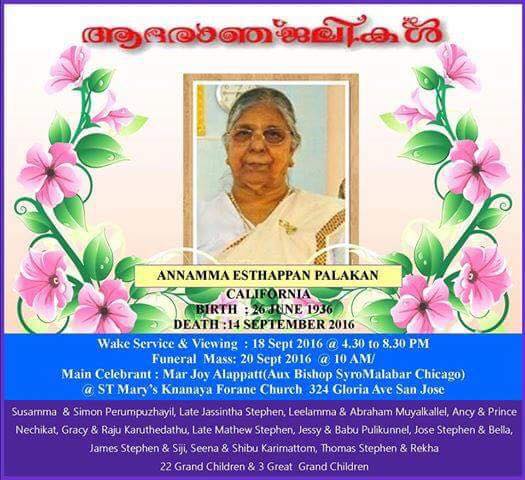 ആദരാഞ്ജലികൾ
ANNAMMA ESTHAPPAN PALAKAN
CALIFORNIA
BIRTH : 26 JUNE 1936
DEATH :14 SEPTEMBER 2016
Wake Service & Viewing : 18 Sept 2016 @ 4.30 to 8.30 PM
Funeral Mass: 20 Sept 2016 @ 10 AM/
Main Celebrant : Mar Joy Alappatt(Aux Bishop SyroMalabar Chicago)
@ ST Mary's Knanaya Forane Church 324 Gloria Ave San Jose
Susamma & Simon Perumpuzhayil, Late Jassintha Stephen, Leelamma & Abraham Muyalkallel, Ancy & Prince
Nechikat, Gracy & Raju Karuthedathu, Late Mathew Stephen, Jessy & Babu Pulikunnel, Jose Stephen & Bella,
James Stephen & Siji, Seena & Shibu Karimattom, Thomas Stephen & Rekha
22 Grand Children & 3 Great Grand Children